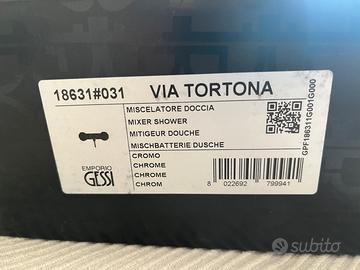 18631#031 VIA TORTONA
MISCELATORE DOCCIA
MIXER SHOWER
MITIGEUR DOUCHE
MISCHBATTERIE DUSCHE
EMPORIO
GESSI
CROMO
CHROME
CHROME
CHROM
8 022692 799941
GPF186311G001G000
subito